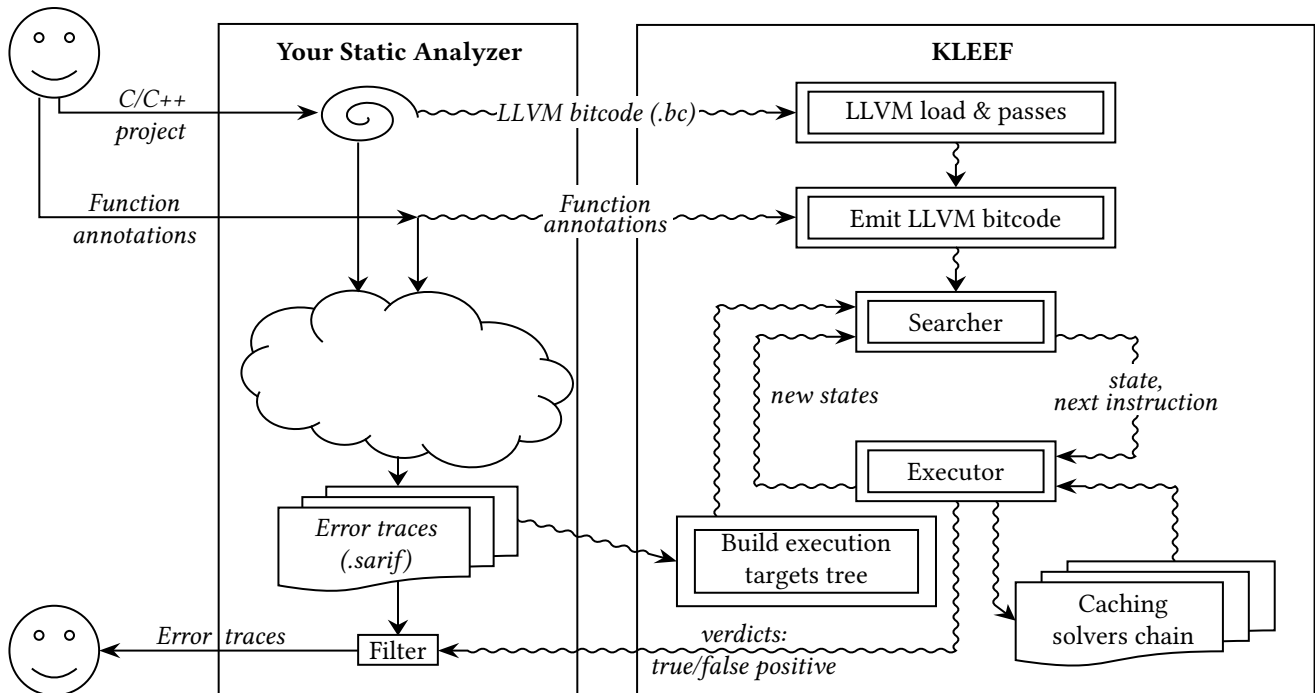 Your Static Analyzer
KLEEF
C/C++
project
LLVM bitcode (.bc)
LLVM load & passes
Function
annotations
Function
annotations
Emit LLVM bitcode
Searcher
new states
state,
next instruction
Executor
Error traces
(.sarif)
Build execution
targets tree
Caching
solvers chain
Error traces
Filter
verdicts:
true/false positive